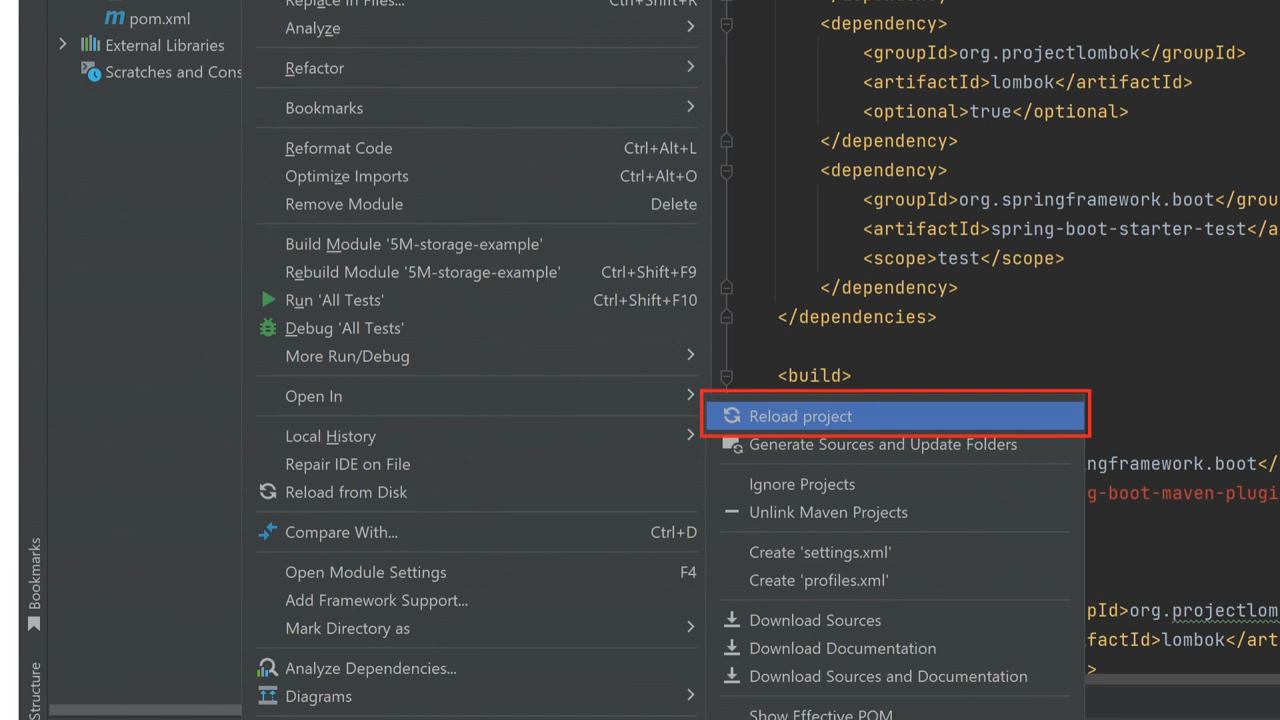 pom.xml
External Libraries
Scratches and Cons
Bookmarks
Structure
Replace in Files... Ctrl+Shift+R
Analyze
Refactor
Bookmarks
Reformat Code Ctrl+Alt+L
Optimize Imports Ctrl+Alt+O
Remove Module Delete
Build Module '5M-storage-example'
Rebuild Module '5M-storage-example' Ctrl+Shift+F9
Run 'All Tests' Ctrl+Shift+F10
Debug 'All Tests'
More Run/Debug
Open In
Local History
Repair IDE on File
Reload from Disk
Compare With... Ctrl+D
Open Module Settings F4
Add Framework Support...
Mark Directory as
Analyze Dependencies...
Diagrams
</dependency>
<dependency>
<groupId>org.projectlombok</groupId>
<artifactId>lombok</artifactId>
<optional>true</optional>
</dependency>
<dependency>
<groupId>org.springframework.boot</grou
<artifactId>spring-boot-starter-test</a
<scope>test</scope>
</dependency>
</dependencies>
<build>
Reload project
Generate Sources and Update Folders
Ignore Projects
Unlink Maven Projects
Create 'settings.xml'
Create 'profiles.xml'
Download Sources
Download Documentation
Download Sources and Documentation
Show Effective POM
ngframework.boot</
g-boot-maven-plugi
pId>org.projectlom
factId>lombok</art
>